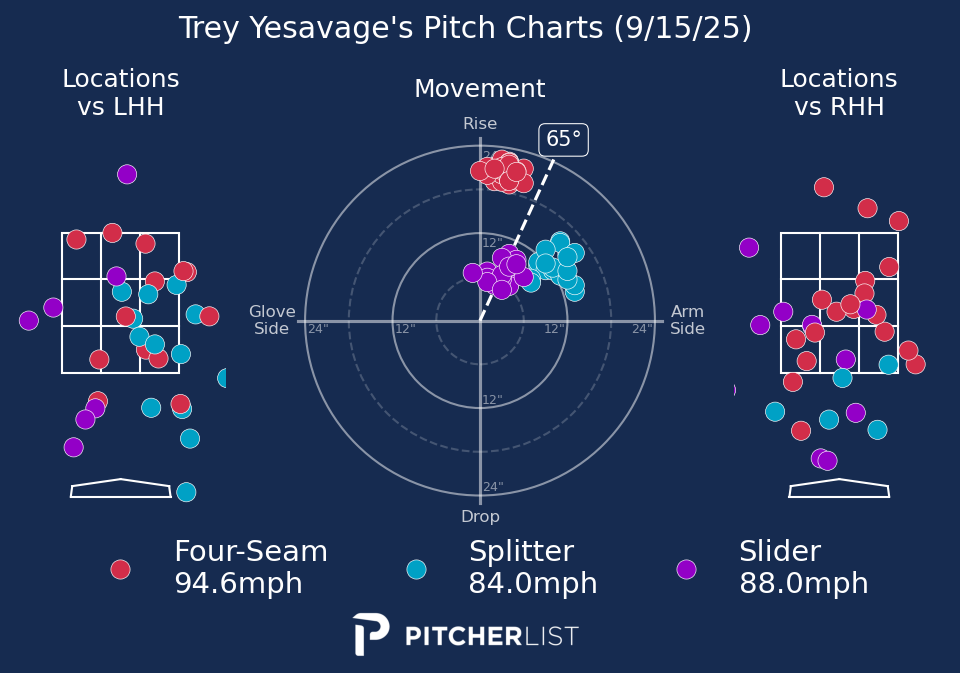 Trey Yesavage's Pitch Charts (9/15/25)
Locations
vs LHH
Movement
Locations
vs RHH
Rise
65°
12"
Glove
Side
24"
12"
12"
24"
Arm
Side
12"
24"
Drop
Four-Seam
94.6mph
Splitter
84.0mph
Slider
88.0mph
PITCHERLIST